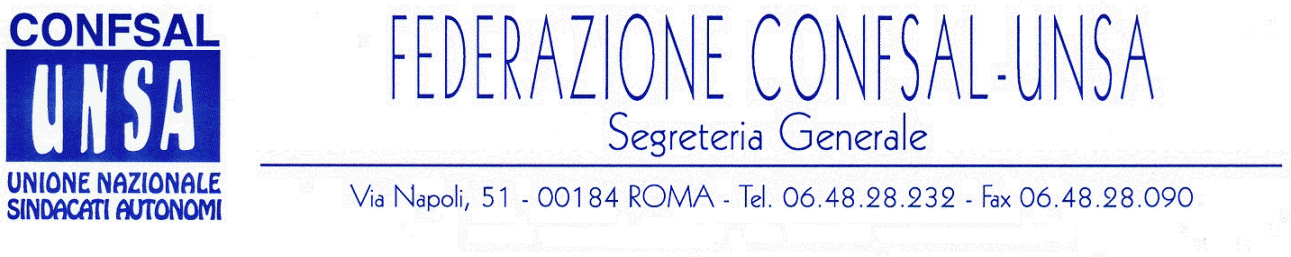 CONFSAL
UNSA
UNIONE NAZIONALE
SINDACATI AUTONOMI
FEDERAZIONE CONFSAL-UNSA
Segreteria Generale
Via Napoli, 51 - 00184 ROMA - Tel. 06.48.28.232 - Fax 06.48.28.090